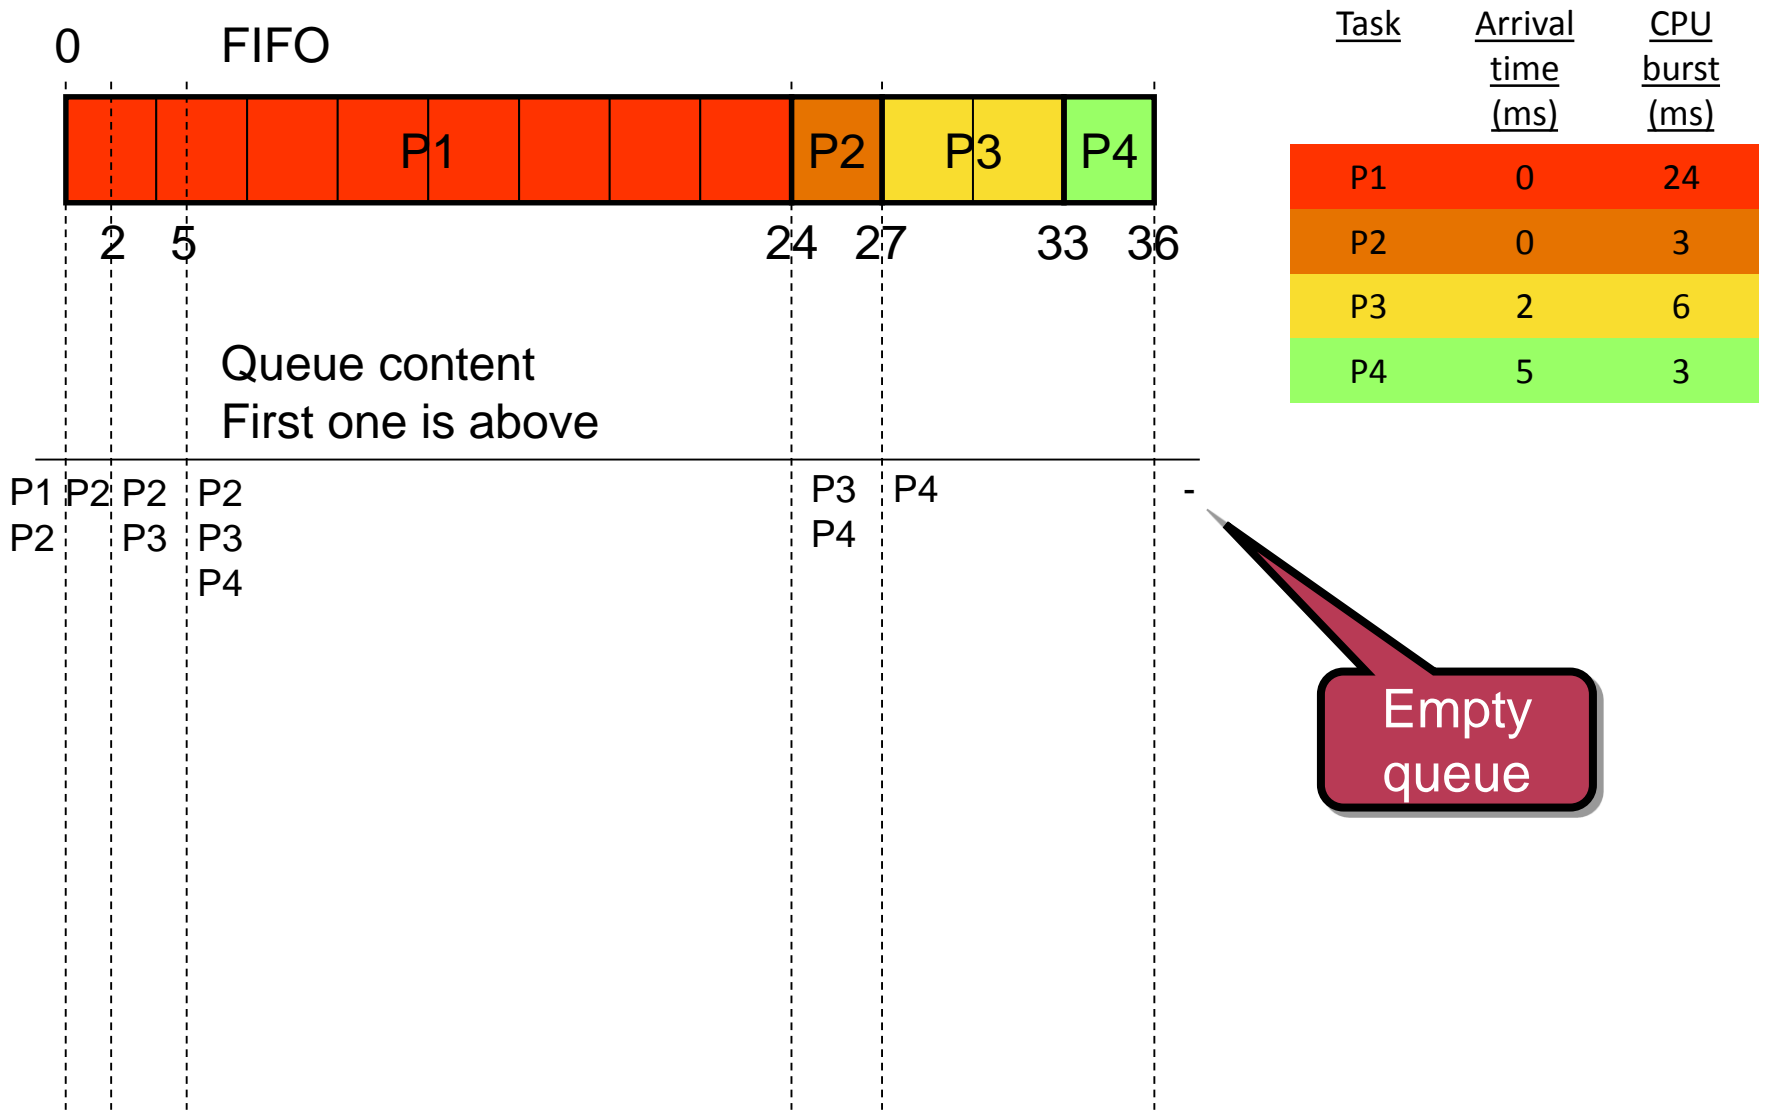 0 FIFO
P1 P2 P3 P4
2 5 24 27 33 36
Queue content
First one is above
P1 P2 P2 P2 P3 P4 -
P2 P3 P3 P4
P4
Empty
queue
Task Arrival CPU
time burst
(ms) (ms)
P1 0 24
P2 0 3
P3 2 6
P4 5 3